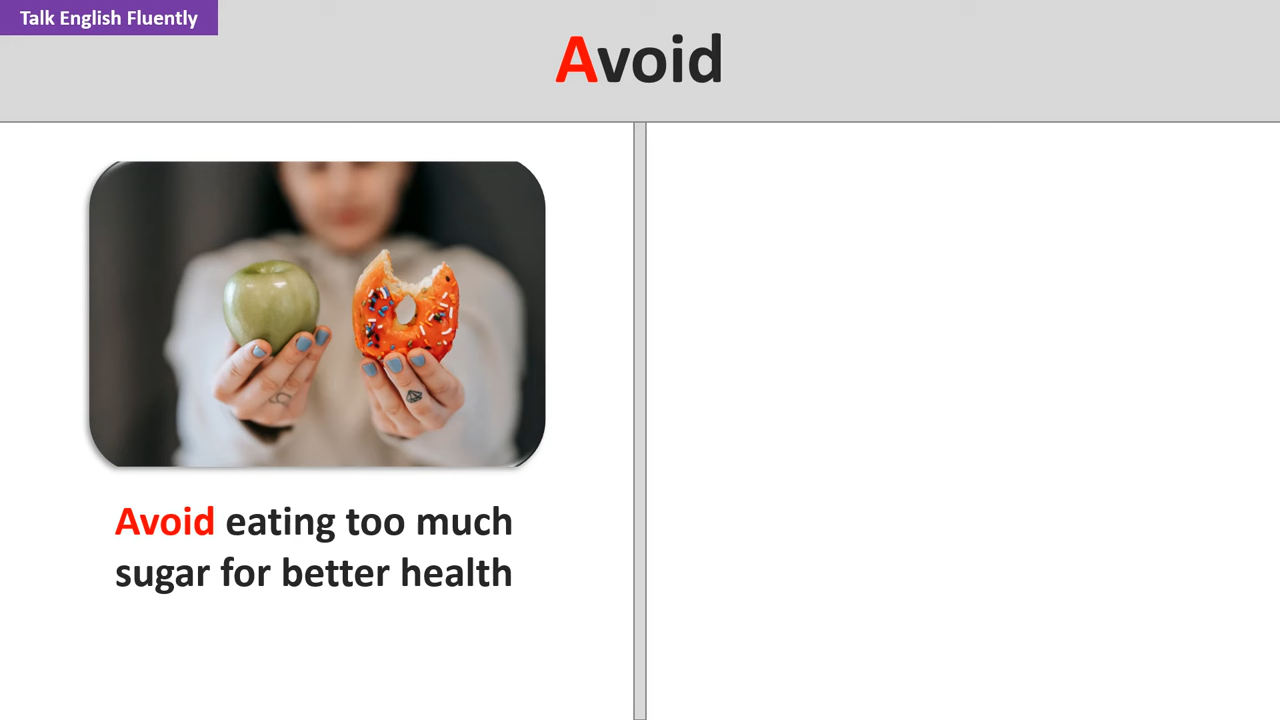 Talk English Fluently
Avoid
Avoid eating too much
sugar for better health